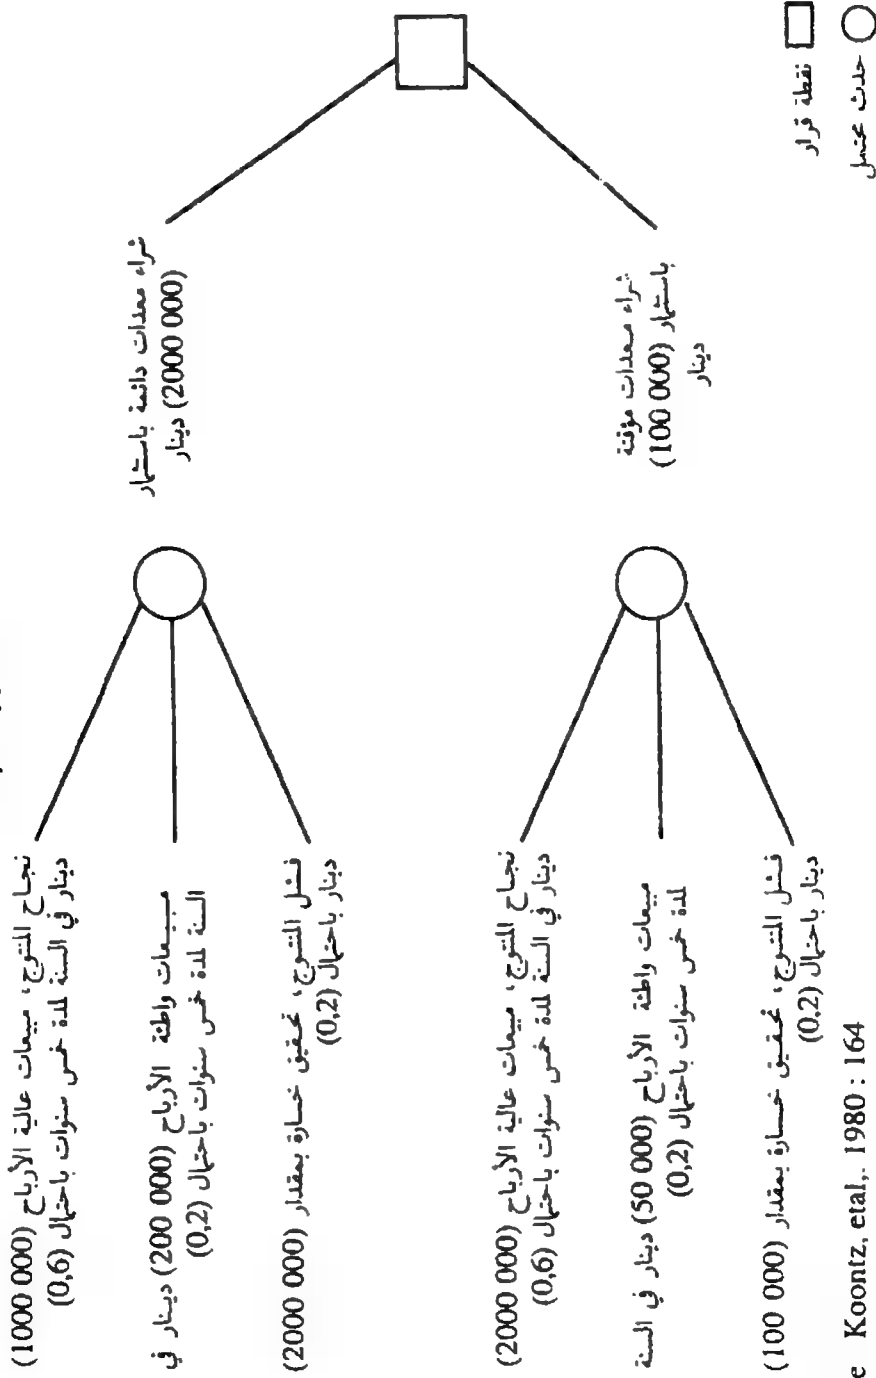 نقطة قرار
حدث محتمل
شراء معدات دائمة باستثمار
(2000 000) دينار
شراء معدات مؤقتة
باستثمار (100 000)
دينار
نجاح المنتوج، مبيعات عالية الأرباح (1000 000)
دينار في السنة لمدة خمس سنوات باحتمال (0,6)
مبيعات واطئة الأرباح (200 000) دينار في
السنة لمدة خمس سنوات باحتمال (0,2)
فشل المنتوج، تحقيق خسارة بمقدار (2000 000)
دينار باحتمال (0,2)
نجاح المنتوج، مبيعات عالية الأرباح (2000 000)
دينار في السنة لمدة خمس سنوات باحتمال (0,6)
مبيعات واطئة الأرباح (50 000) دينار في السنة
لمدة خمس سنوات باحتمال (0,2)
فشل المنتوج، تحقيق خسارة بمقدار (100 000)
دينار باحتمال (0,2)
e Koontz, etal,. 1980 : 164